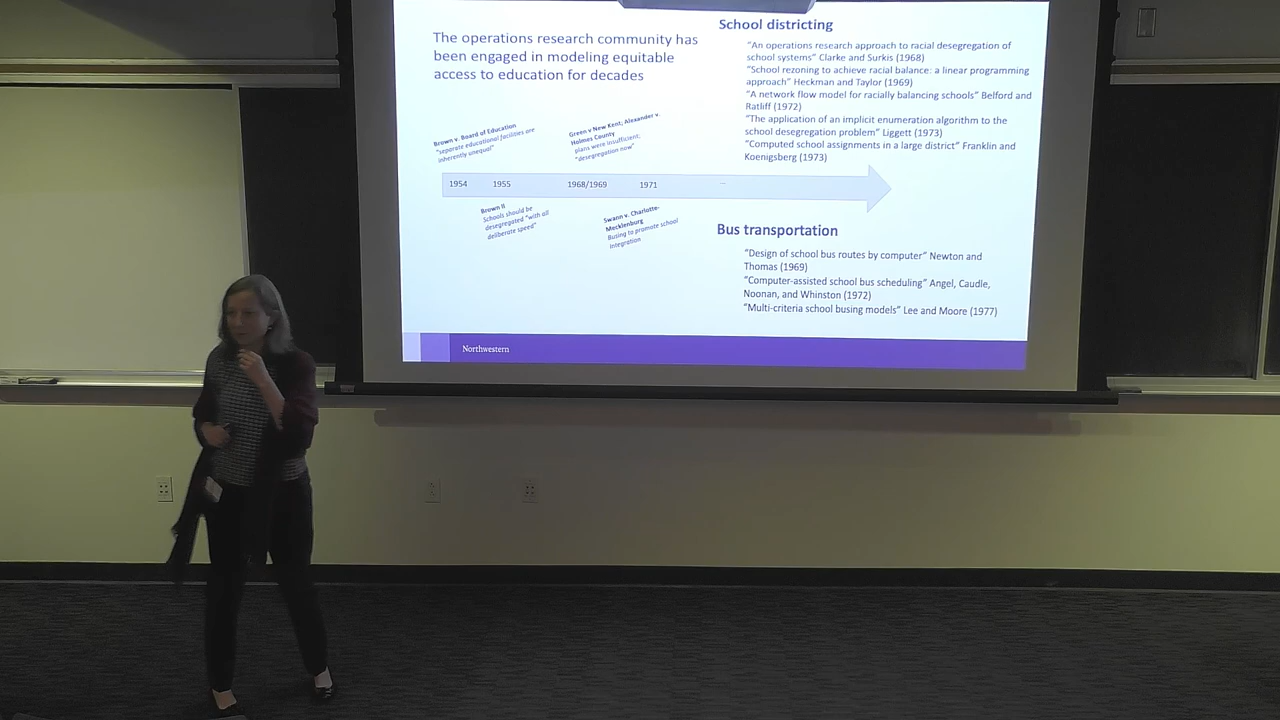 The operations research community has
been engaged in modeling equitable
access to education for decades
Brown v. Board of Education
"separate educational facilities are
inherently unequal"
Green v New Kent; Alexander v.
Holmes County
plans were insufficient;
"desegregation now"
1954
1955
1968/1969
1971
...
Brown II
Schools should be
desegregated "with all
deliberate speed"
Swann v. Charlotte-
Mecklenburg
Busing to promote school
integration
School districting
"An operations research approach to racial desegregation of
school systems" Clarke and Surkis (1968)
"School rezoning to achieve racial balance: a linear programming
approach" Heckman and Taylor (1969)
"A network flow model for racially balancing schools" Belford and
Ratliff (1972)
"The application of an implicit enumeration algorithm to the
school desegregation problem" Liggett (1973)
"Computed school assignments in a large district" Franklin and
Koenigsberg (1973)
Bus transportation
"Design of school bus routes by computer" Newton and
Thomas (1969)
"Computer-assisted school bus scheduling" Angel, Caudle,
Noonan, and Whinston (1972)
"Multi-criteria school busing models" Lee and Moore (1977)
Northwestern